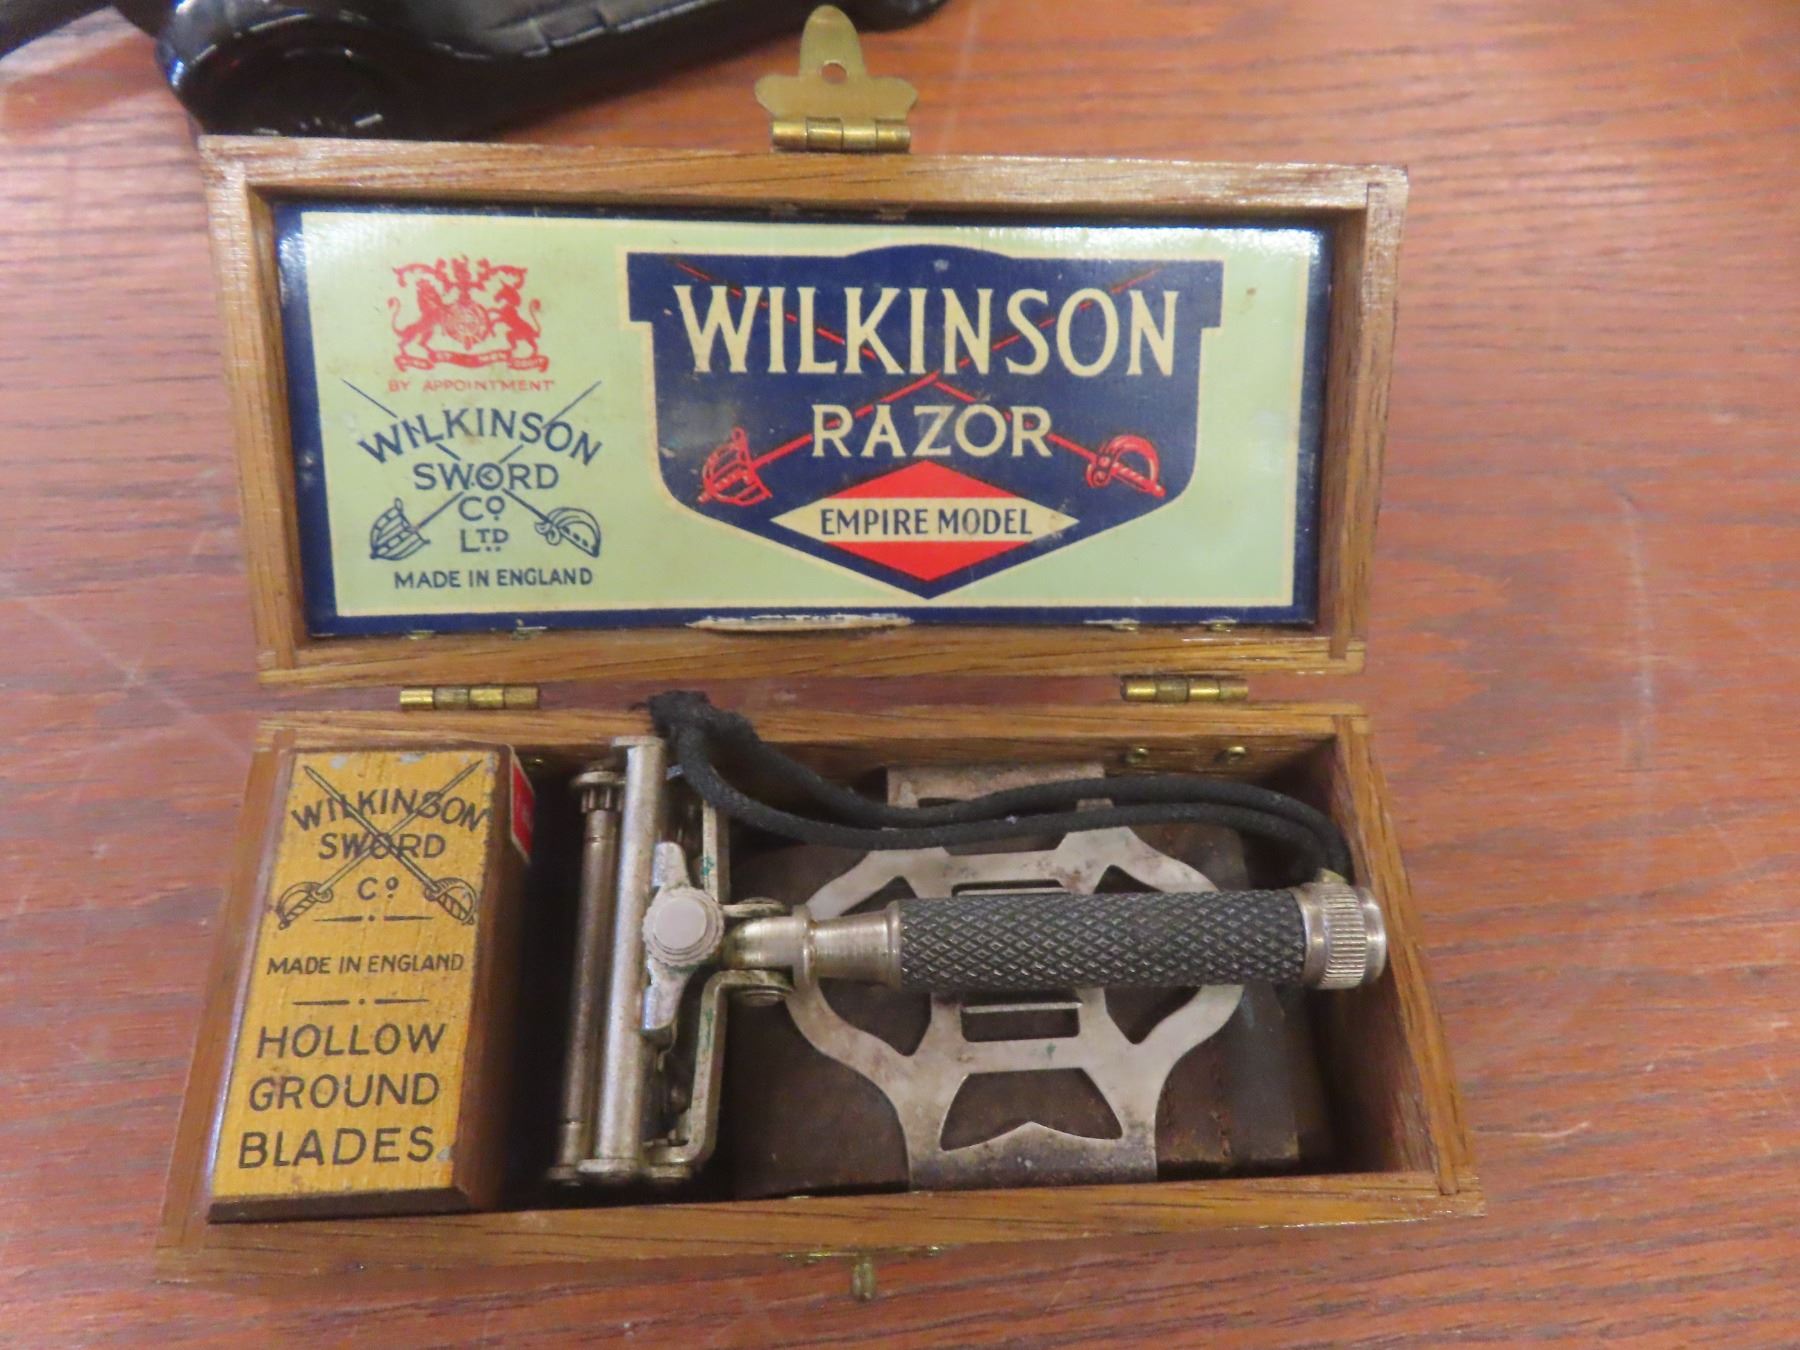 BY APPOINTMENT
WILKINSON
SWORD
Cº
LTD
MADE IN ENGLAND
WILKINSON
RAZOR
EMPIRE MODEL
WILKINSON
SWORD
Cº
MADE IN ENGLAND
HOLLOW
GROUND
BLADES.